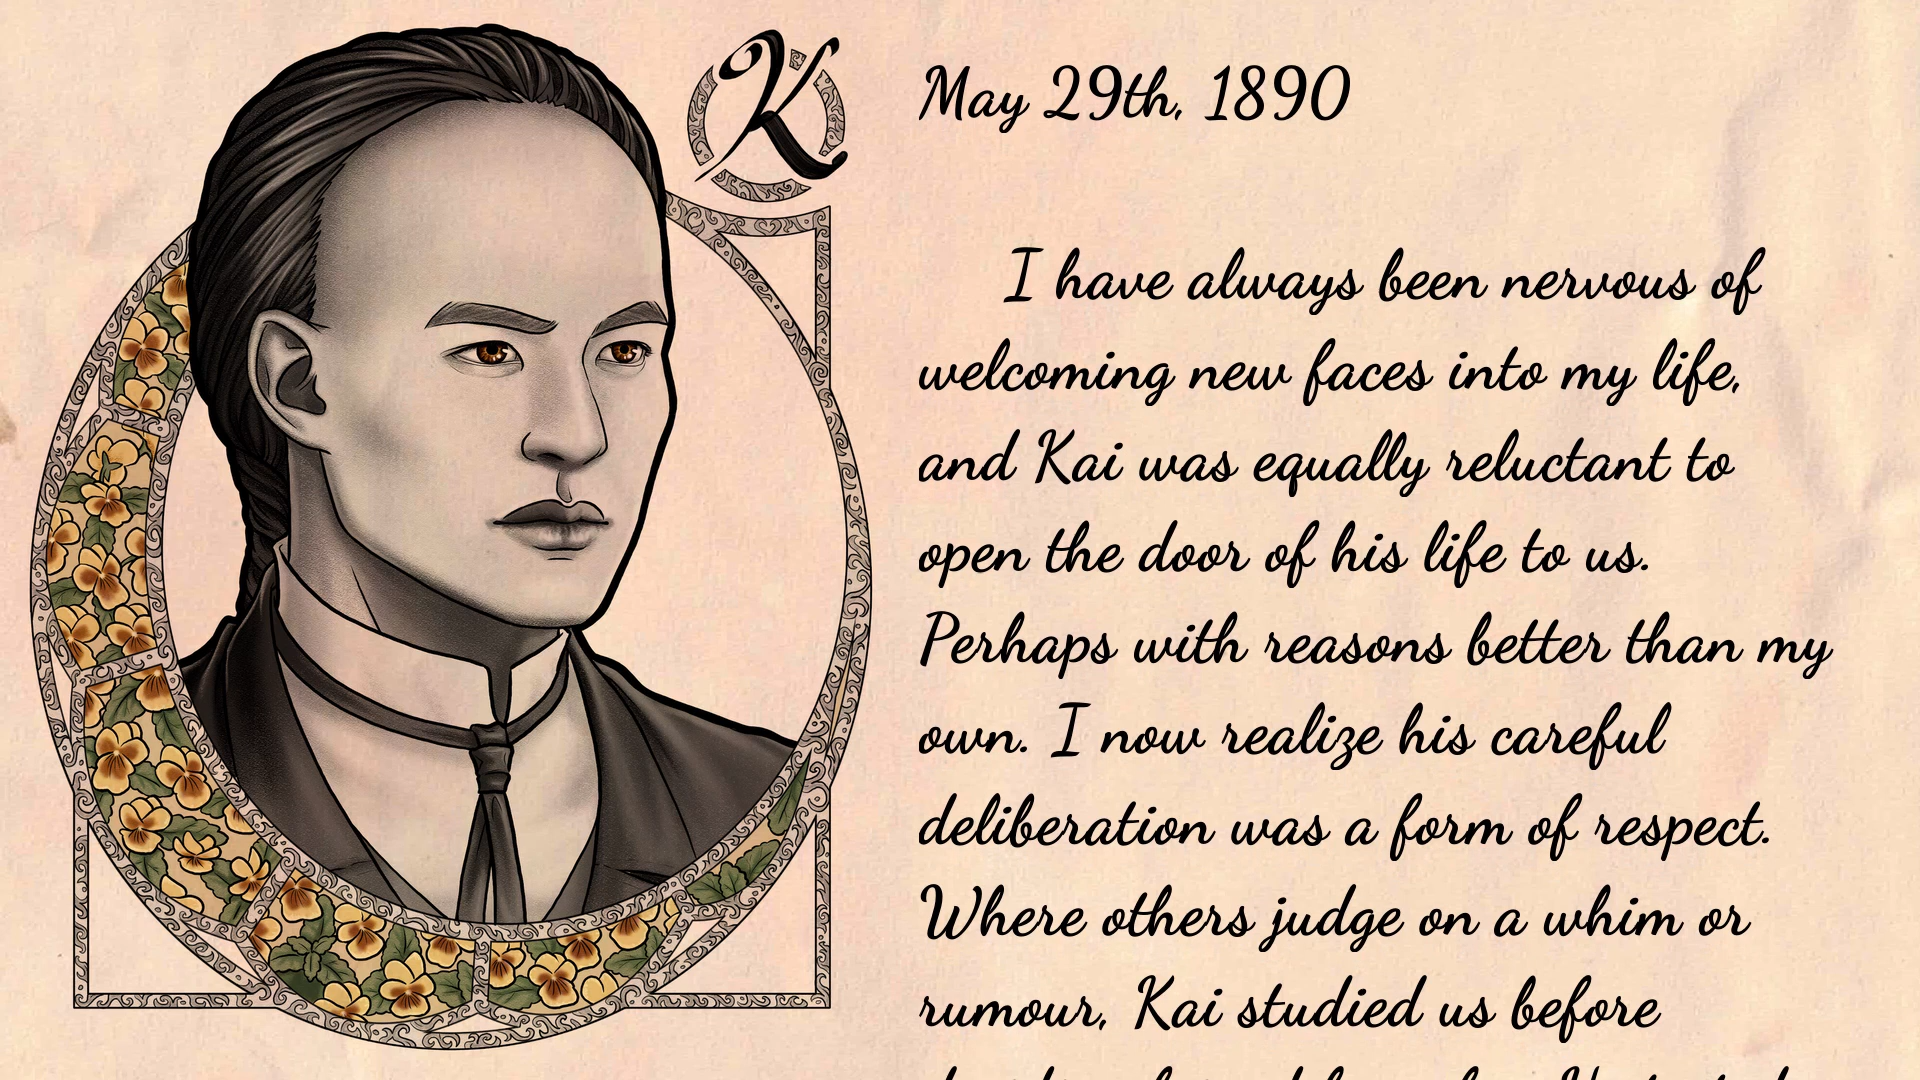 K
May 29th, 1890
I have always been nervous of
welcoming new faces into my life,
and Kai was equally reluctant to
open the door of his life to us.
Perhaps with reasons better than my
own. I now realize his careful
deliberation was a form of respect.
Where others judge on a whim or
rumour, Kai studied us before